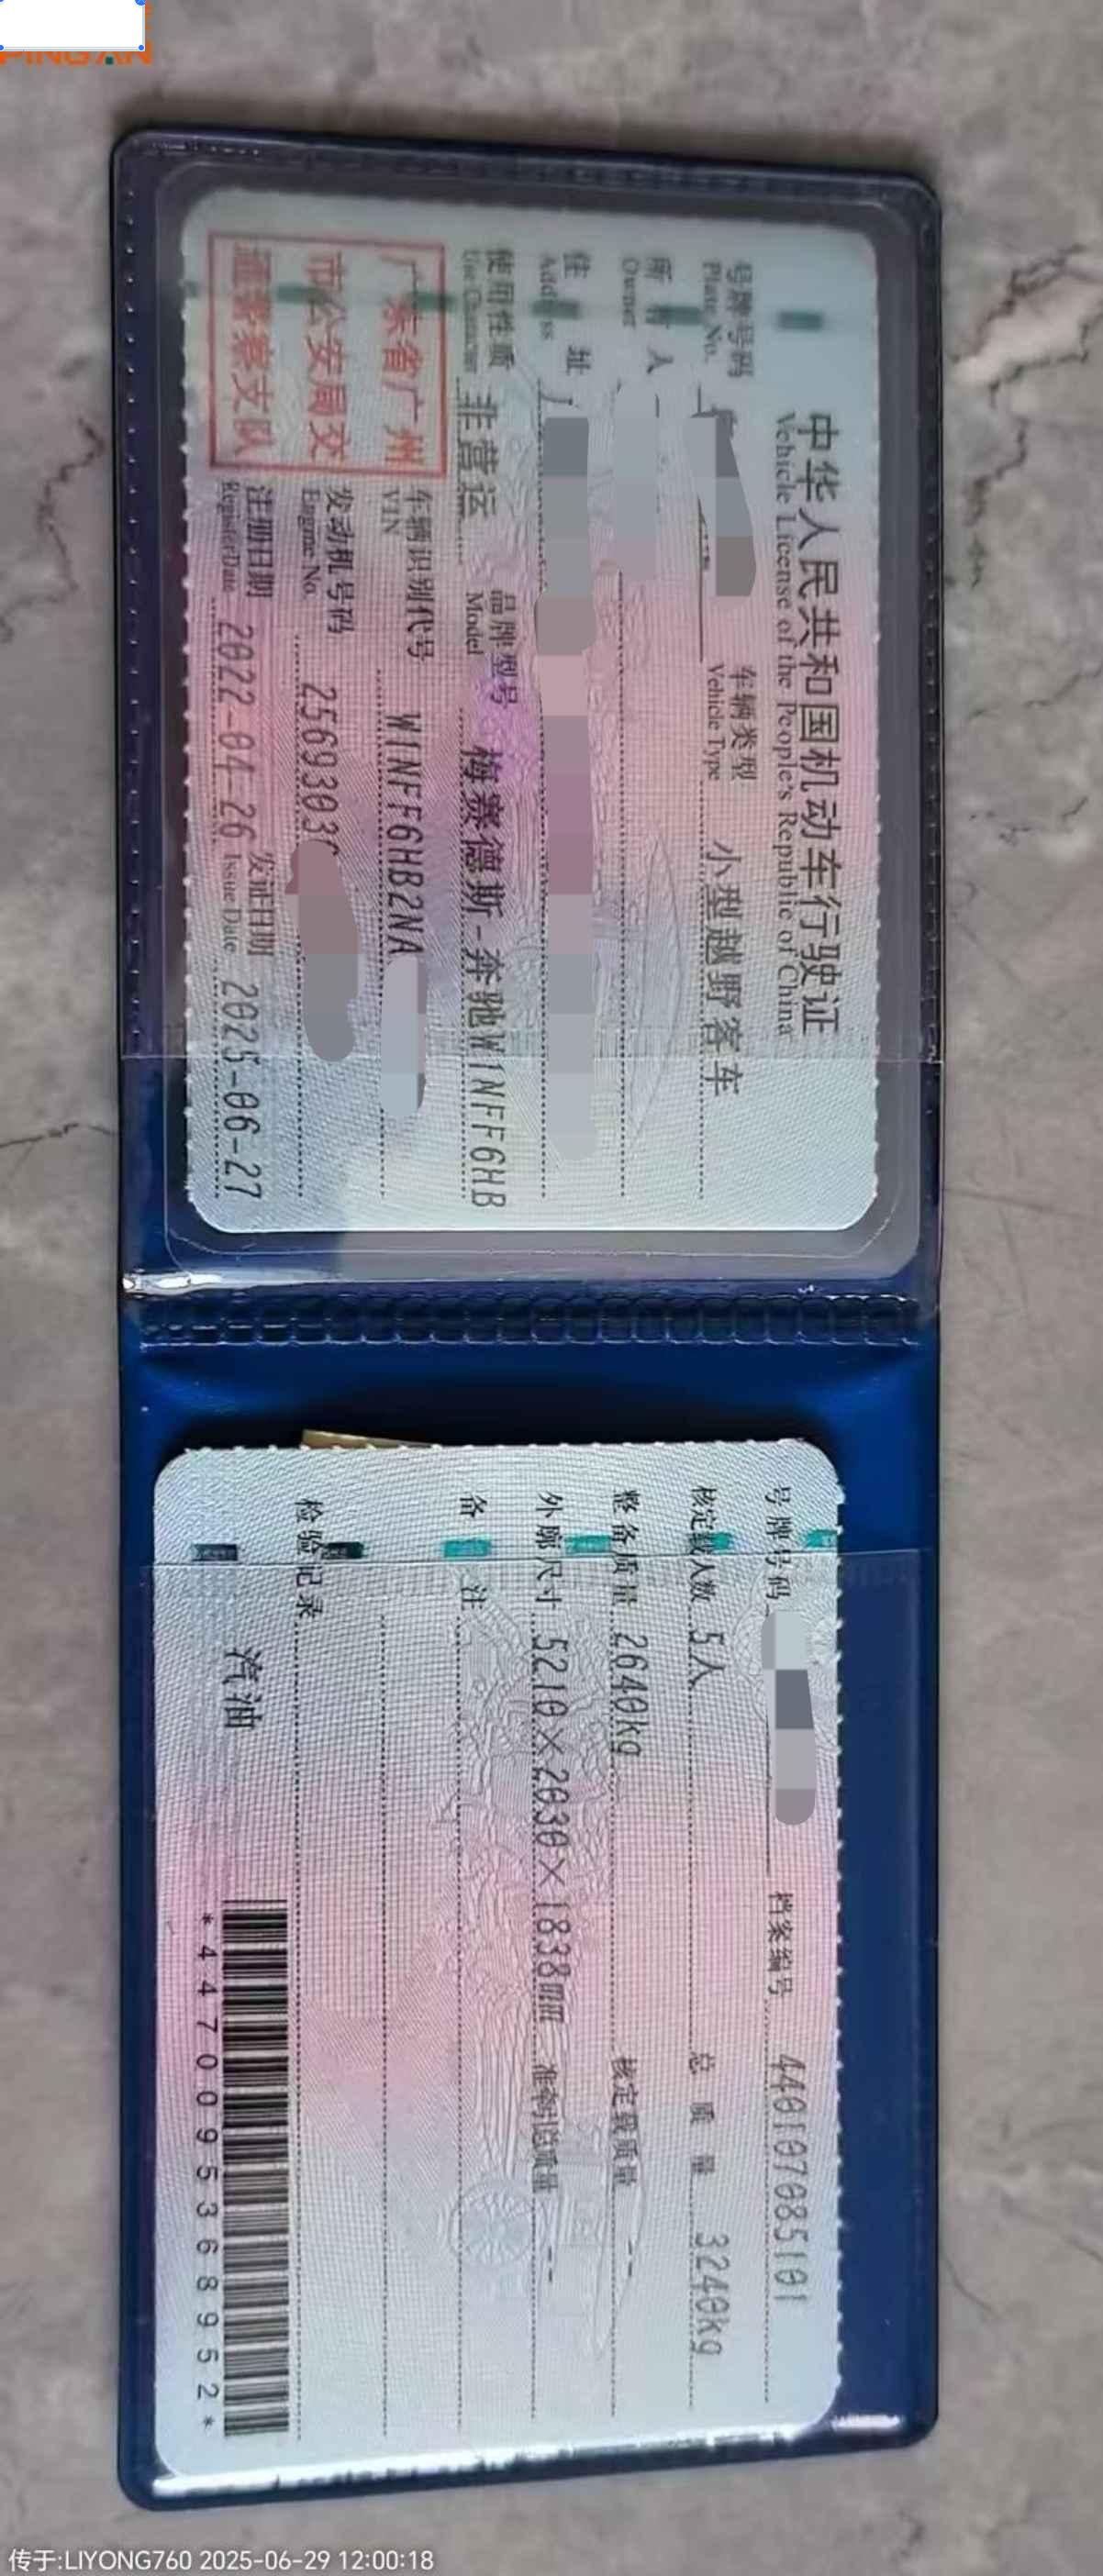 PINGAN
中华人民共和国机动车行驶证
Vehicle License of the People's Republic of China
号牌号码
Plate No.
车辆类型 小型越野客车
Vehicle Type
所有人
Owner
住址
Address
使用性质 非营运 品牌型号 梅赛德斯-奔驰W1NFF6HB
Use Character Model
广东省广州
市公安局交
通警察支队
车辆识别代号 W1NFF6HB2NA
VIN
发动机号码 2569303
Engine No.
注册日期 2022-04-26 发证日期 2025-06-27
Register Date Issue Date
号牌号码 档案编号 440107085101
核定载人数 5人 总质量 3240kg
整备质量 2640kg 核定载质量 --
外廓尺寸 5210×2030×1838mm 准牵引总质量 --
备注
检验记录
汽油
*4470095368952*
传于:LIYONG760 2025-06-29 12:00:18